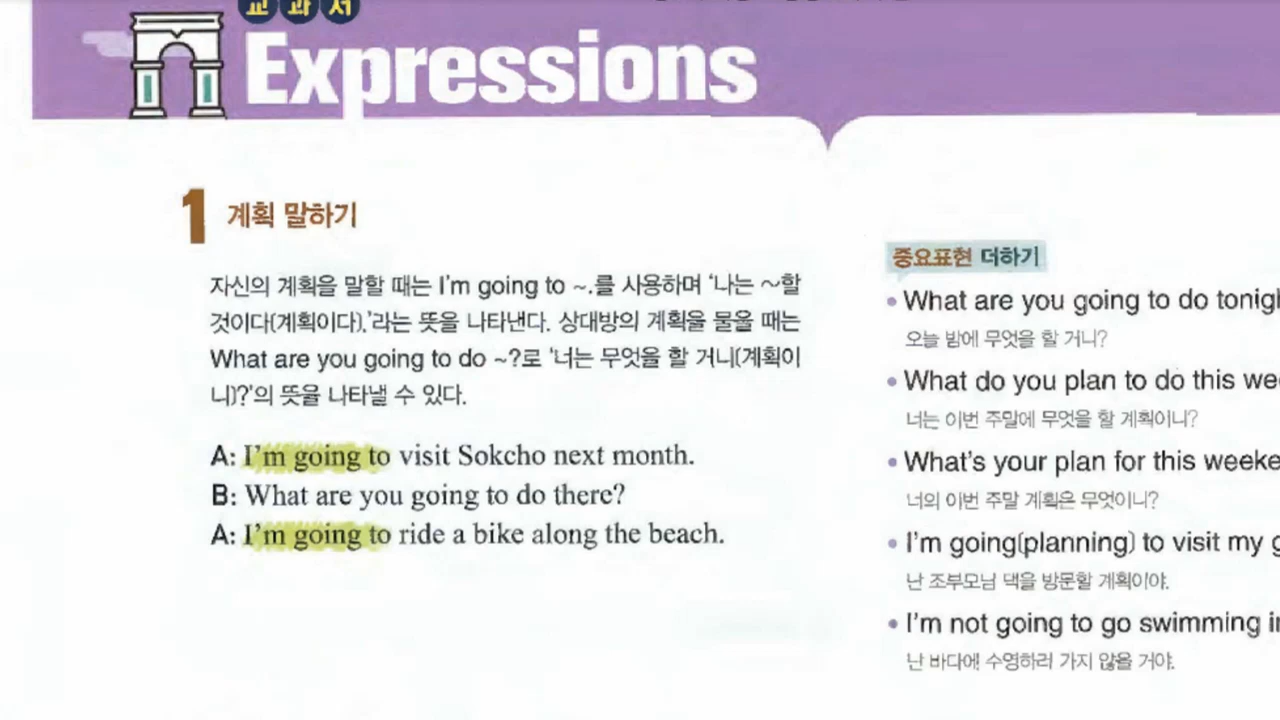 교과서
Expressions
1 계획 말하기
자신의 계획을 말할 때는 I'm going to ~.를 사용하며 '나는 ~할
것이다(계획이다).'라는 뜻을 나타낸다. 상대방의 계획을 물을 때는
What are you going to do ~?로 '너는 무엇을 할 거니(계획이
니)?'의 뜻을 나타낼 수 있다.
A: I'm going to visit Sokcho next month.
B: What are you going to do there?
A: I'm going to ride a bike along the beach.
중요표현 더하기
• What are you going to do
오늘 밤에 무엇을 할 거니?
• What do you plan to do this
너는 이번 주말에 무엇을 할 계획이니?
• What's your plan for this
너의 이번 주말 계획은 무엇이니?
• I'm going(planning) to visit my
난 조부모님 댁을 방문할 계획이야.
• I'm not going to go swimming
난 바다에 수영하러 가지 않을 거야.